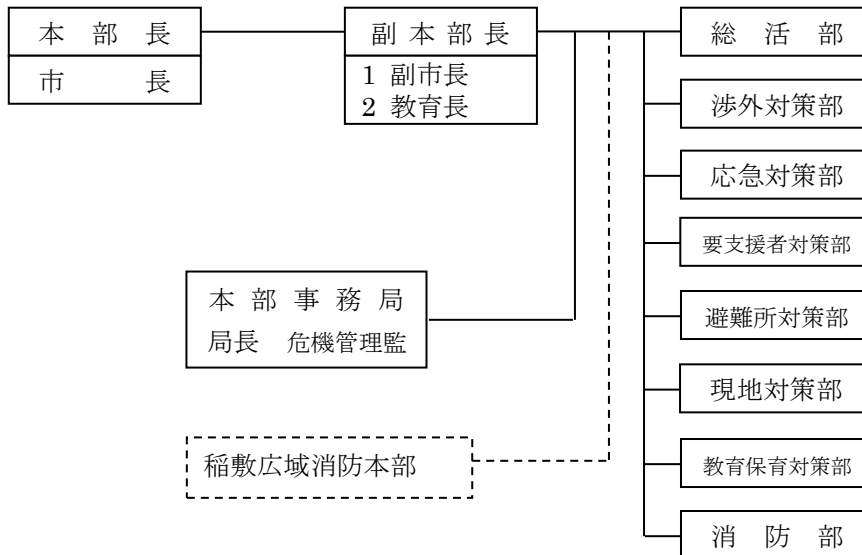 本部長
市長
副本部長
1 副市長
2 教育長
総活部
渉外対策部
応急対策部
要支援者対策部
避難所対策部
現地対策部
教育保育対策部
消防部
本部事務局
局長 危機管理監
稲敷広域消防本部